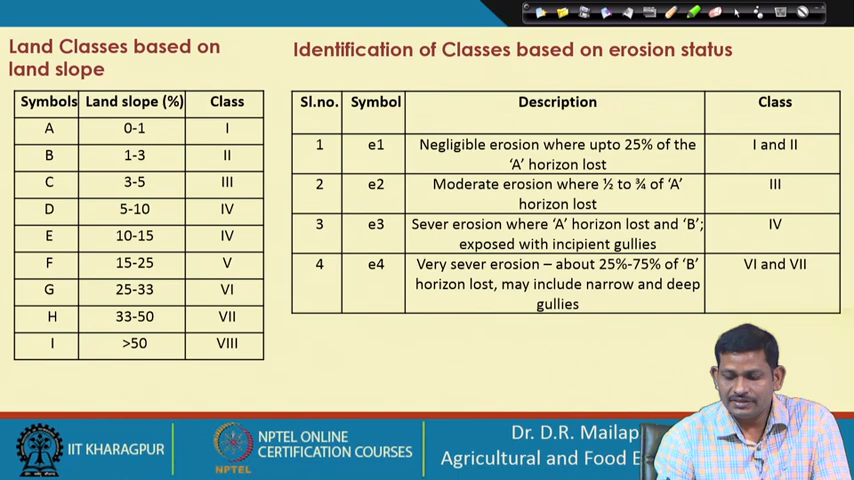 Land Classes based on
land slope
Symbols Land slope (%) Class
A 0-1 I
B 1-3 II
C 3-5 III
D 5-10 IV
E 10-15 IV
F 15-25 V
G 25-33 VI
H 33-50 VII
I >50 VIII
Identification of Classes based on erosion status
Sl.no. Symbol Description Class
1 e1 Negligible erosion where upto 25% of the I and II
‘A’ horizon lost
2 e2 Moderate erosion where ½ to ¾ of ‘A’ III
horizon lost
3 e3 Sever erosion where ‘A’ horizon lost and ‘B’; IV
exposed with incipient gullies
4 e4 Very sever erosion – about 25%-75% of ‘B’ VI and VII
horizon lost, may include narrow and deep
gullies
IIT KHARAGPUR
NPTEL
NPTEL ONLINE
CERTIFICATION COURSES
Dr. D.R. Mailap
Agricultural and Food E